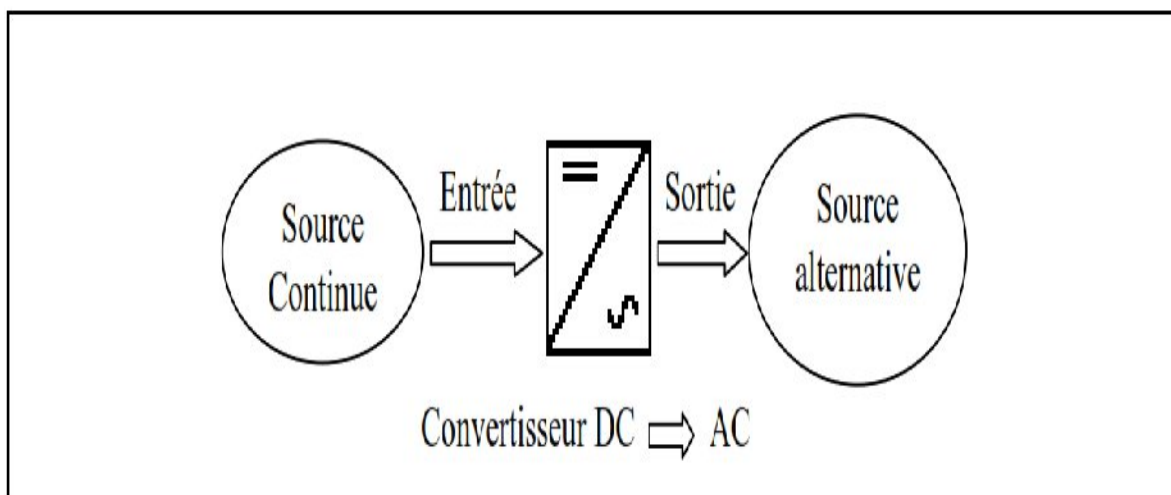 Source
Continue
Entrée
Sortie
Source
alternative
Convertisseur DC ⇨ AC